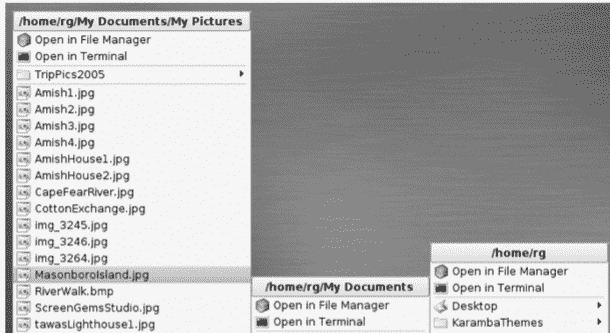 /home/rg/My Documents/My Pictures
Open in File Manager
Open in Terminal
TripPics2005
Amish1.jpg
Amish2.jpg
Amish3.jpg
Amish4.jpg
AmishHouse1.jpg
AmishHouse2.jpg
CapeFearRiver.jpg
CottonExchange.jpg
img_3245.jpg
img_3246.jpg
img_3264.jpg
MasonboroIsland.jpg
RiverWalk.bmp
ScreenGemsStudio.jpg
tawasLighthouse1.jpg
/home/rg/My Documents
Open in File Manager
Open in Terminal
/home/rg
Open in File Manager
Open in Terminal
Desktop
KarambaThemes